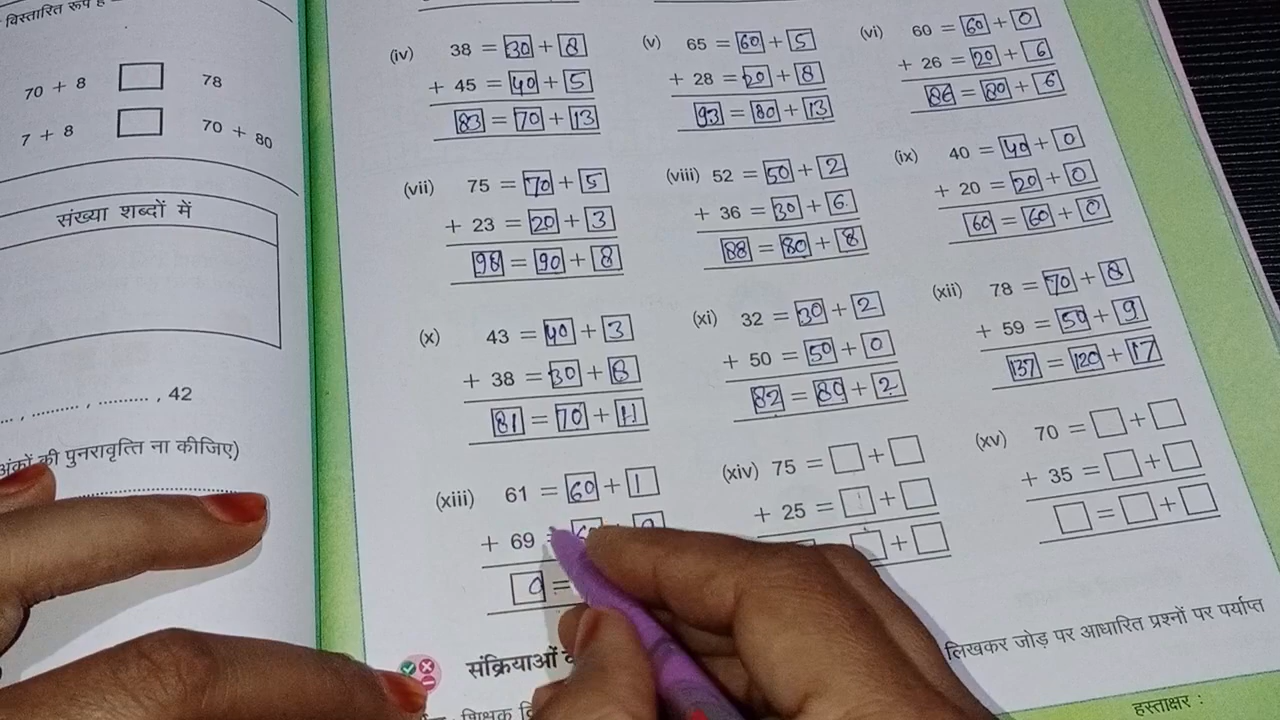 विस्तारित रूप
70 + 8 78
7 + 8 70 + 80
संख्या शब्दों में
...., .........., ........., 42
अंकों की पुनरावृत्ति ना कीजिए)
(iv) 38 = 30 + 8
+ 45 = 40 + 5
83 = 70 + 13
(v) 65 = 60 + 5
+ 28 = 20 + 8
93 = 80 + 13
(vi) 60 = 60 + 0
+ 26 = 20 + 6
86 = 80 + 6
(vii) 75 = 70 + 5
+ 23 = 20 + 3
98 = 90 + 8
(viii) 52 = 50 + 2
+ 36 = 30 + 6
88 = 80 + 8
(ix) 40 = 40 + 0
+ 20 = 20 + 0
60 = 60 + 0
(x) 43 = 40 + 3
+ 38 = 30 + 8
81 = 70 + 11
(xi) 32 = 30 + 2
+ 50 = 50 + 0
82 = 80 + 2
(xii) 78 = 70 + 8
+ 59 = 50 + 9
137 = 120 + 17
(xiii) 61 = 60 + 1
+ 69 =
0 =
(xiv) 75 = +
+ 25 = +
+
(xv) 70 = +
+ 35 = +
= +
संक्रियाओं
लिखकर जोड़ पर आधारित प्रश्नों पर पर्याप्त
हस्ताक्षर :